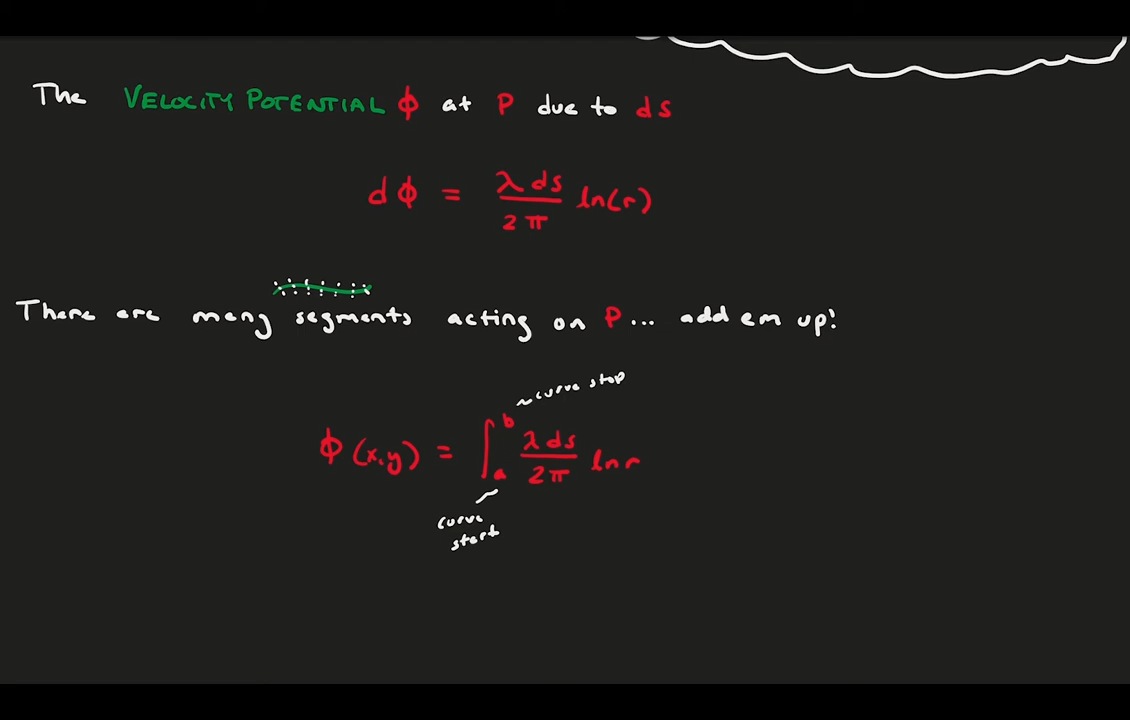 The VELOCITY POTENTIAL ϕ at P due to ds
dϕ = λ ds / 2π ln(r)
There are many segments acting on P... add em up!
~curve stop
ϕ(x,y) = ∫_a^b λ ds / 2π ln r
curve
start